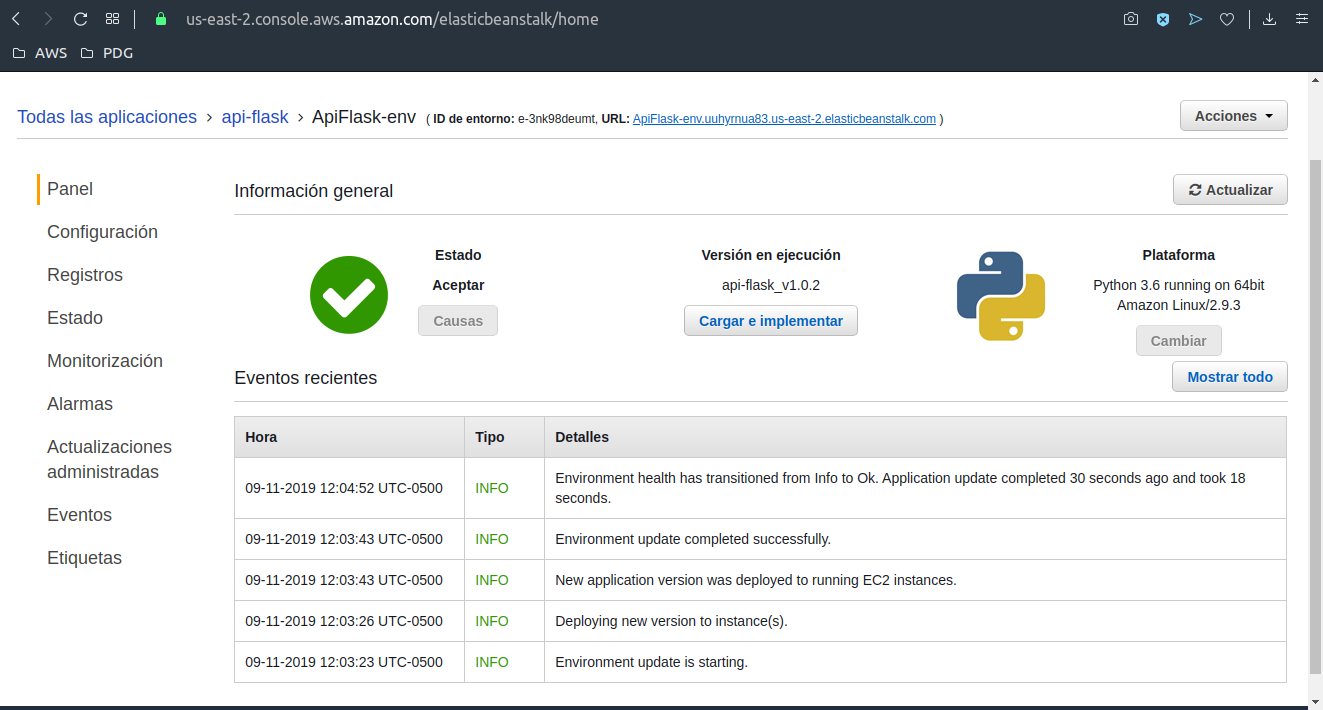 us-east-2.console.aws.amazon.com/elasticbeanstalk/home
AWS PDG
Todas las aplicaciones › api-flask › ApiFlask-env ( ID de entorno: e-3nk98deumt, URL: ApiFlask-env.uuhyrnua83.us-east-2.elasticbeanstalk.com )
Acciones
Panel
Configuración
Registros
Estado
Monitorización
Alarmas
Actualizaciones
administradas
Eventos
Etiquetas
Información general
Actualizar
Estado
Aceptar
Causas
Versión en ejecución
api-flask_v1.0.2
Cargar e implementar
Plataforma
Python 3.6 running on 64bit
Amazon Linux/2.9.3
Cambiar
Eventos recientes
Mostrar todo
Hora Tipo Detalles
09-11-2019 12:04:52 UTC-0500 INFO Environment health has transitioned from Info to Ok. Application update completed 30 seconds ago and took 18
seconds.
09-11-2019 12:03:43 UTC-0500 INFO Environment update completed successfully.
09-11-2019 12:03:43 UTC-0500 INFO New application version was deployed to running EC2 instances.
09-11-2019 12:03:26 UTC-0500 INFO Deploying new version to instance(s).
09-11-2019 12:03:23 UTC-0500 INFO Environment update is starting.